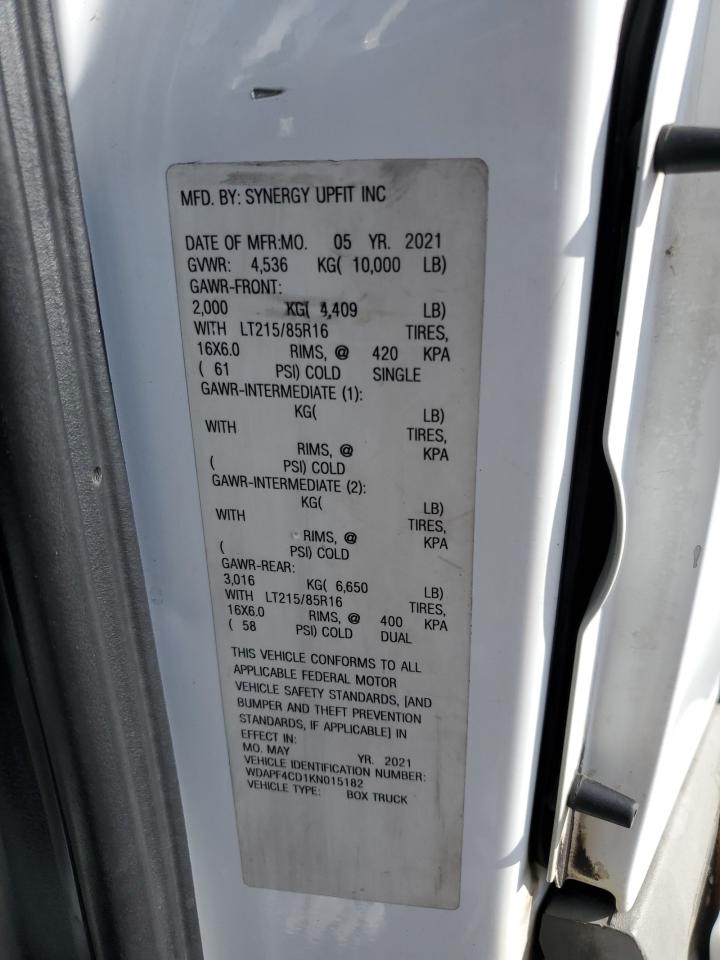 MFD. BY: SYNERGY UPFIT INC
DATE OF MFR:MO. 05 YR. 2021
GVWR: 4,536 KG( 10,000 LB)
GAWR-FRONT:
2,000 KG( 4,409 LB)
WITH LT215/85R16 TIRES,
16X6.0 RIMS, @ 420 KPA
( 61 PSI) COLD SINGLE
GAWR-INTERMEDIATE (1):
KG( LB)
WITH TIRES,
RIMS, @ KPA
( PSI) COLD
GAWR-INTERMEDIATE (2):
KG( LB)
WITH TIRES,
RIMS, @ KPA
( PSI) COLD
GAWR-REAR:
3,016 KG( 6,650 LB)
WITH LT215/85R16 TIRES,
16X6.0 RIMS, @ 400 KPA
( 58 PSI) COLD DUAL
THIS VEHICLE CONFORMS TO ALL
APPLICABLE FEDERAL MOTOR
VEHICLE SAFETY STANDARDS, [AND
BUMPER AND THEFT PREVENTION
STANDARDS, IF APPLICABLE] IN
EFFECT IN:
MO. MAY YR. 2021
VEHICLE IDENTIFICATION NUMBER:
WDAPF4CD1KN015182
VEHICLE TYPE: BOX TRUCK